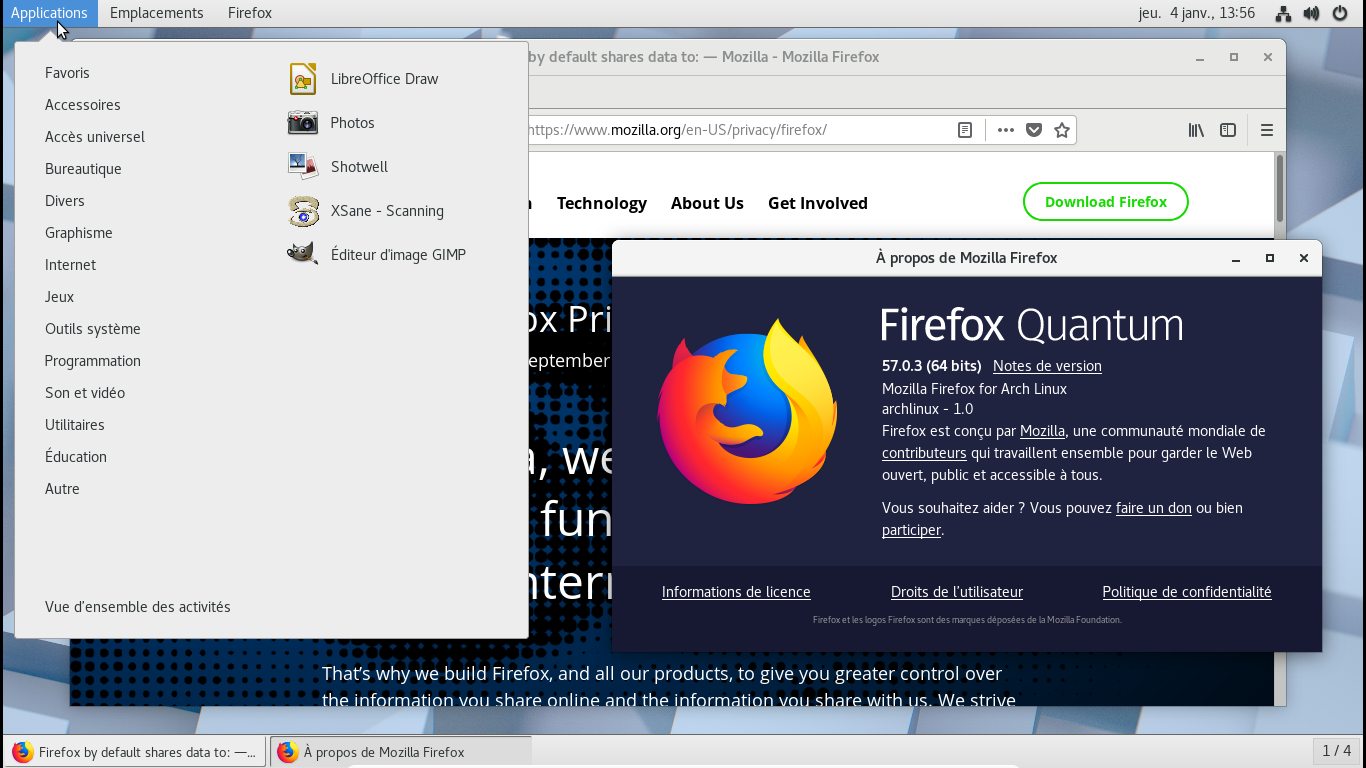 Applications Emplacements Firefox jeu. 4 janv., 13:56
by default shares data to: — Mozilla - Mozilla Firefox
Favoris
Accessoires
Accès universel
Bureautique
Divers
Graphisme
Internet
Jeux
Outils système
Programmation
Son et vidéo
Utilitaires
Éducation
Autre
Vue d'ensemble des activités
LibreOffice Draw
Photos
Shotwell
XSane - Scanning
Éditeur d'image GIMP
https://www.mozilla.org/en-US/privacy/firefox/
Technology About Us Get Involved
Download Firefox
ox Pri
eptember
a, we
fun
ntern
À propos de Mozilla Firefox
Firefox Quantum
57.0.3 (64 bits) Notes de version
Mozilla Firefox for Arch Linux
archlinux - 1.0
Firefox est conçu par Mozilla, une communauté mondiale de
contributeurs qui travaillent ensemble pour garder le Web
ouvert, public et accessible à tous.
Vous souhaitez aider ? Vous pouvez faire un don ou bien
participer.
Informations de licence Droits de l'utilisateur Politique de confidentialité
Firefox et les logos Firefox sont des marques déposées de la Mozilla Foundation.
That's why we build Firefox, and all our products, to give you greater control over
the information you share online and the information you share with us. We strive
Firefox by default shares data to: —... À propos de Mozilla Firefox 1 / 4